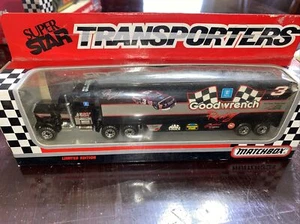 SUPER
STAR
TRANSPORTERS
Goodwrench
3
LIMITED EDITION
MATCHBOX